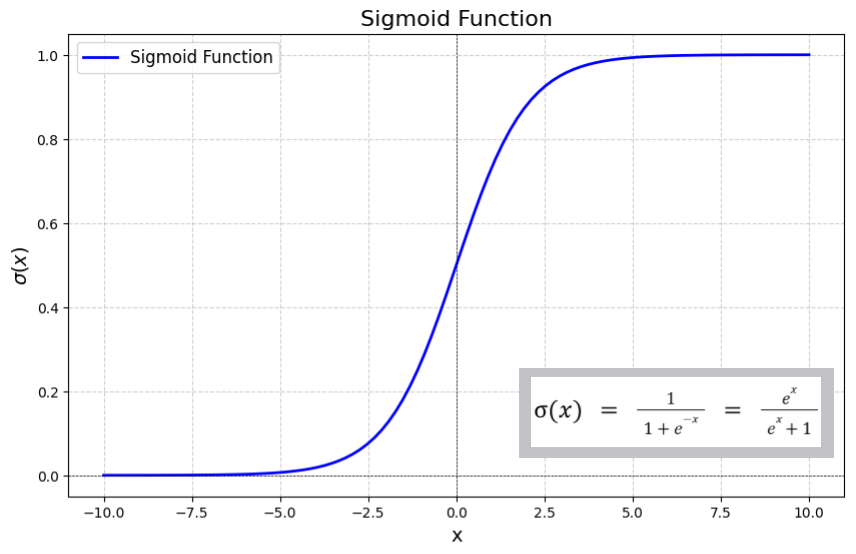 Sigmoid Function
Sigmoid Function
1.0
0.8
0.6
0.4
0.2
0.0
σ(x)
σ(x) = 1 / (1 + e^{-x}) = e^x / (e^x + 1)
−10.0 −7.5 −5.0 −2.5 0.0 2.5 5.0 7.5 10.0
x